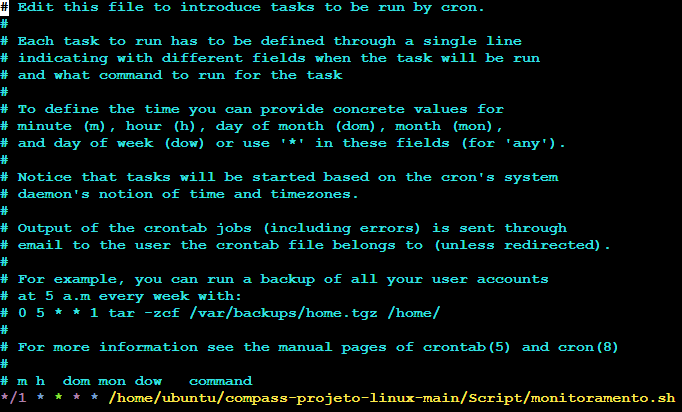 # Edit this file to introduce tasks to be run by cron.
#
# Each task to run has to be defined through a single line
# indicating with different fields when the task will be run
# and what command to run for the task
#
# To define the time you can provide concrete values for
# minute (m), hour (h), day of month (dom), month (mon),
# and day of week (dow) or use '*' in these fields (for 'any').
#
# Notice that tasks will be started based on the cron's system
# daemon's notion of time and timezones.
#
# Output of the crontab jobs (including errors) is sent through
# email to the user the crontab file belongs to (unless redirected).
#
# For example, you can run a backup of all your user accounts
# at 5 a.m every week with:
# 0 5 * * 1 tar -zcf /var/backups/home.tgz /home/
#
# For more information see the manual pages of crontab(5) and cron(8)
#
# m h  dom mon dow   command
*/1 * * * * /home/ubuntu/compass-projeto-linux-main/Script/monitoramento.sh